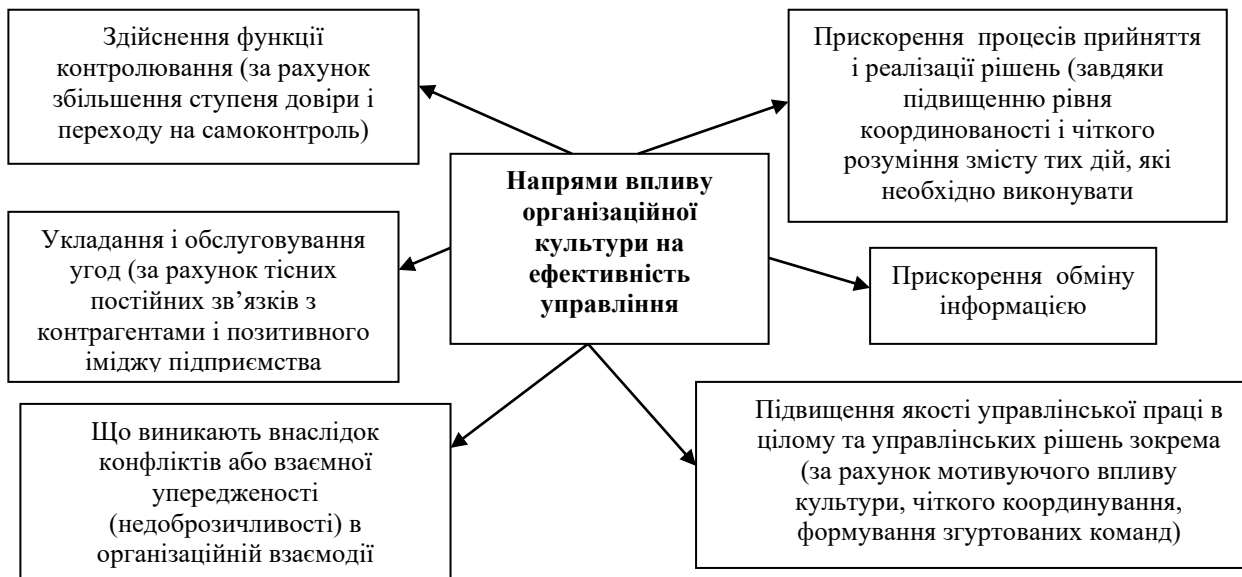 Здійснення функції
контролювання (за рахунок
збільшення ступеня довіри і
переходу на самоконтроль)
Прискорення процесів прийняття
і реалізації рішень (завдяки
підвищенню рівня
координованості і чіткого
розуміння змісту тих дій, які
необхідно виконувати
Напрями впливу
організаційної
культури на
ефективність
управління
Укладання і обслуговування
угод (за рахунок тісних
постійних зв’язків з
контрагентами і позитивного
іміджу підприємства
Прискорення обміну
інформацією
Що виникають внаслідок
конфліктів або взаємної
упередженості
(недоброзичливості) в
організаційній взаємодії
Підвищення якості управлінської праці в
цілому та управлінських рішень зокрема
(за рахунок мотивуючого впливу
культури, чіткого координування,
формування згуртованих команд)